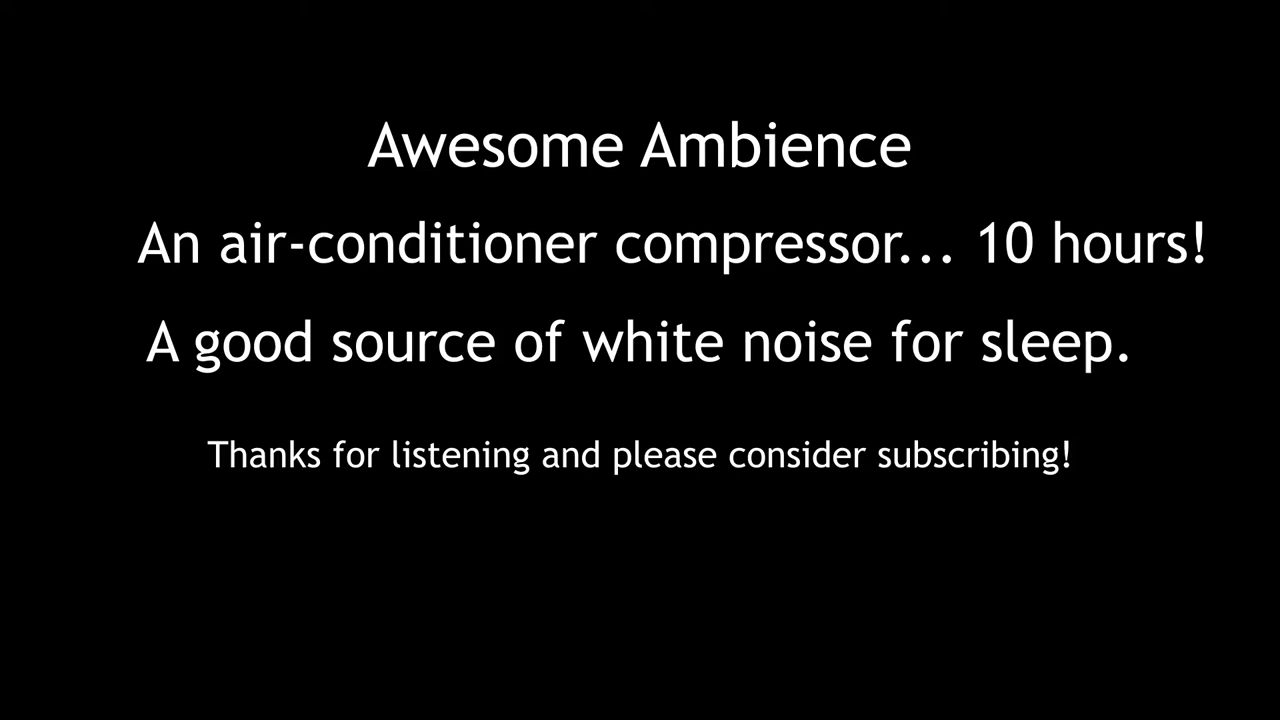 Awesome Ambience
An air-conditioner compressor... 10 hours!
A good source of white noise for sleep.
Thanks for listening and please consider subscribing!